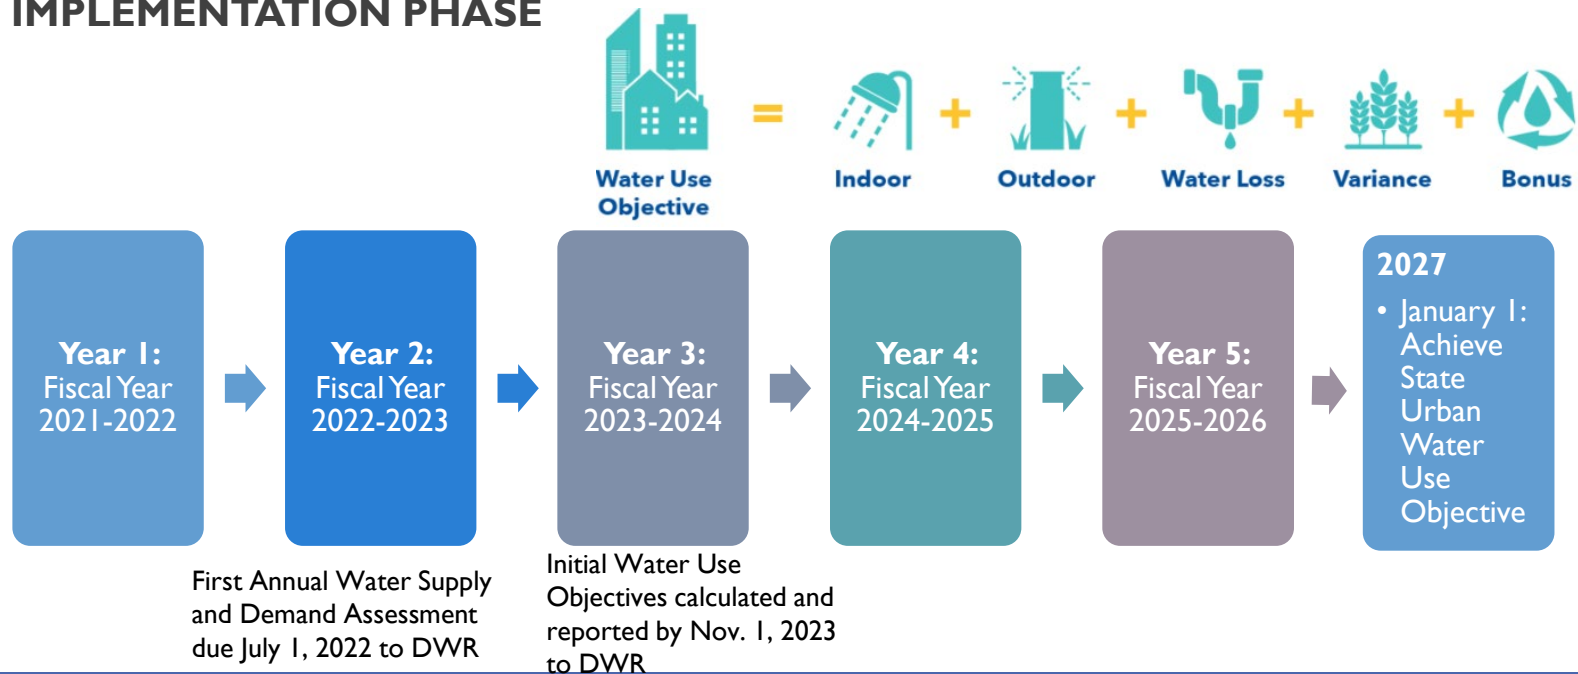 IMPLEMENTATION PHASE
= + + + +
Water Use
Objective
Indoor
Outdoor
Water Loss
Variance
Bonus
Year 1:
Fiscal Year
2021-2022
Year 2:
Fiscal Year
2022-2023
Year 3:
Fiscal Year
2023-2024
Year 4:
Fiscal Year
2024-2025
Year 5:
Fiscal Year
2025-2026
2027
• January 1:
Achieve
State
Urban
Water
Use
Objective
First Annual Water Supply
and Demand Assessment
due July 1, 2022 to DWR
Initial Water Use
Objectives calculated and
reported by Nov. 1, 2023
to DWR